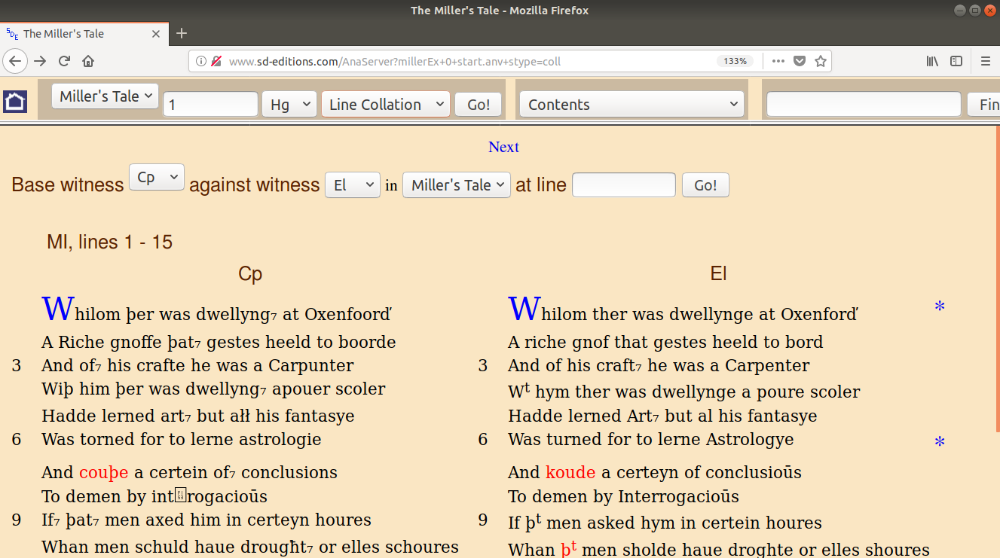 The Miller's Tale - Mozilla Firefox
SDE The Miller's Tale
www.sd-editions.com/AnaServer?millerEx+0+start.anv+stype=coll 133%
Miller's Tale 1 Hg Line Collation Go! Contents Fin
Next
Base witness Cp against witness El in Miller's Tale at line Go!
MI, lines 1 - 15
Cp El
Whilom þer was dwellyng₇ at Oxenfoorď Whilom ther was dwellynge at Oxenforď *
A Riche gnoffe þat₇ gestes heeld to boorde A riche gnof that gestes heeld to bord
3 And of₇ his crafte he was a Carpunter 3 And of his craft₇ he was a Carpenter
Wiþ him þer was dwellyng₇ apouer scoler Wᵗ hym ther was dwellynge a poure scoler
Hadde lerned art₇ but ałł his fantasye Hadde lerned Art₇ but al his fantasye
6 Was torned for to lerne astrologie 6 Was turned for to lerne Astrologye *
And couþe a certein of₇ conclusions And koude a certeyn of conclusioūs
To demen by introgacioūs To demen by Interrogacioūs
9 If₇ þat₇ men axed him in certeyn houres 9 If þᵗ men asked hym in certein houres
Whan men schuld haue drougħt₇ or elles schoures Whan þᵗ men sholde haue droghte or elles shoures